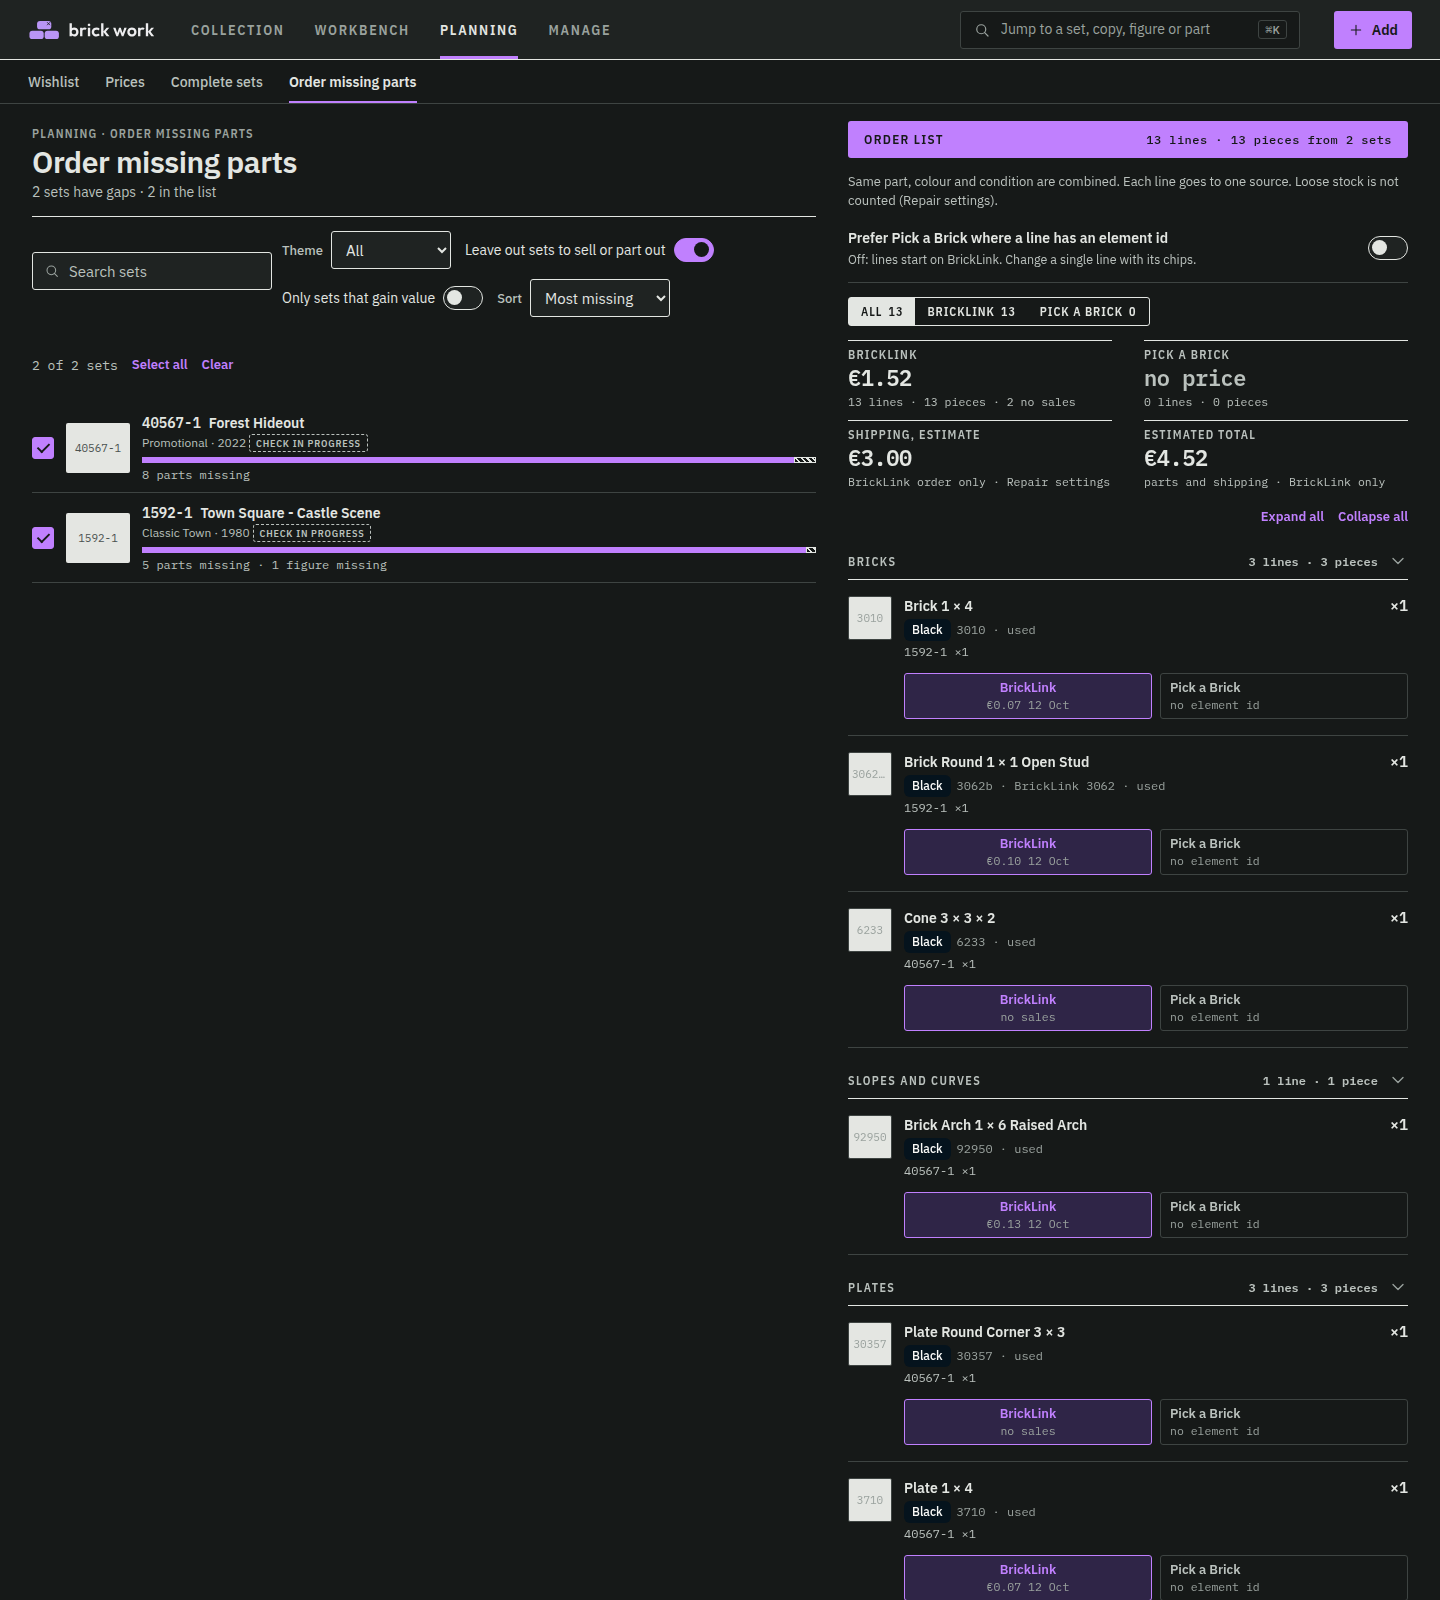 brick work
COLLECTION
WORKBENCH
PLANNING
MANAGE
Jump to a set, copy, figure or part
⌘K
+ Add
Wishlist
Prices
Complete sets
Order missing parts
PLANNING · ORDER MISSING PARTS
Order missing parts
2 sets have gaps · 2 in the list
Search sets
Theme
All
Leave out sets to sell or part out
Only sets that gain value
Sort
Most missing
2 of 2 sets
Select all
Clear
40567-1
40567-1 Forest Hideout
Promotional · 2022 CHECK IN PROGRESS
8 parts missing
1592-1
1592-1 Town Square - Castle Scene
Classic Town · 1980 CHECK IN PROGRESS
5 parts missing · 1 figure missing
ORDER LIST
13 lines · 13 pieces from 2 sets
Same part, colour and condition are combined. Each line goes to one source. Loose stock is not
counted (Repair settings).
Prefer Pick a Brick where a line has an element id
Off: lines start on BrickLink. Change a single line with its chips.
ALL 13
BRICKLINK 13
PICK A BRICK 0
BRICKLINK
€1.52
13 lines · 13 pieces · 2 no sales
PICK A BRICK
no price
0 lines · 0 pieces
SHIPPING, ESTIMATE
€3.00
BrickLink order only · Repair settings
ESTIMATED TOTAL
€4.52
parts and shipping · BrickLink only
Expand all
Collapse all
BRICKS
3 lines · 3 pieces
3010
Brick 1 × 4
×1
Black 3010 · used
1592-1 ×1
BrickLink
€0.07 12 Oct
Pick a Brick
no element id
3062…
Brick Round 1 × 1 Open Stud
×1
Black 3062b · BrickLink 3062 · used
1592-1 ×1
BrickLink
€0.10 12 Oct
Pick a Brick
no element id
6233
Cone 3 × 3 × 2
×1
Black 6233 · used
40567-1 ×1
BrickLink
no sales
Pick a Brick
no element id
SLOPES AND CURVES
1 line · 1 piece
92950
Brick Arch 1 × 6 Raised Arch
×1
Black 92950 · used
40567-1 ×1
BrickLink
€0.13 12 Oct
Pick a Brick
no element id
PLATES
3 lines · 3 pieces
30357
Plate Round Corner 3 × 3
×1
Black 30357 · used
40567-1 ×1
BrickLink
no sales
Pick a Brick
no element id
3710
Plate 1 × 4
×1
Black 3710 · used
40567-1 ×1
BrickLink
€0.07 12 Oct
Pick a Brick
no element id